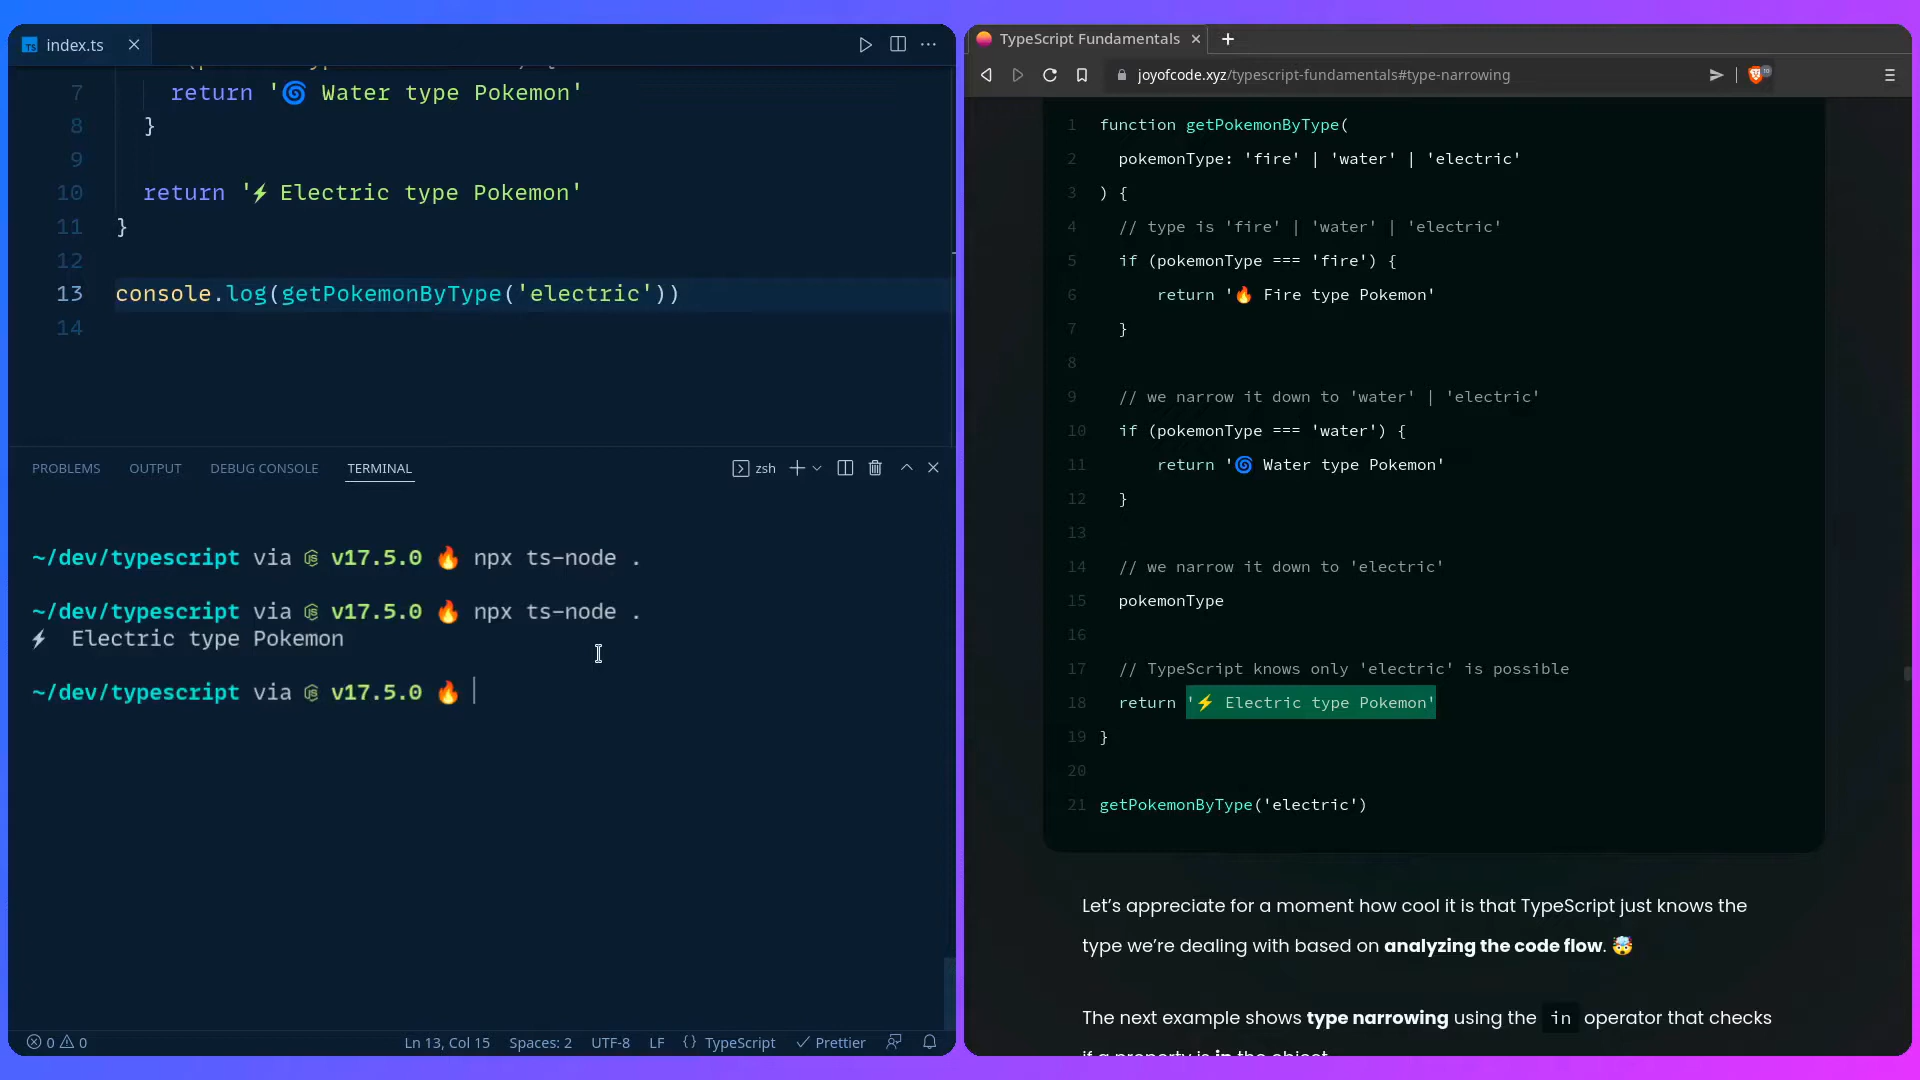 index.ts
7 return '🌀 Water type Pokemon'
8 }
9
10 return '⚡ Electric type Pokemon'
11 }
12
13 console.log(getPokemonByType('electric'))
14
PROBLEMS OUTPUT DEBUG CONSOLE TERMINAL zsh
~/dev/typescript via v17.5.0 🔥 npx ts-node .
~/dev/typescript via v17.5.0 🔥 npx ts-node .
⚡ Electric type Pokemon
~/dev/typescript via v17.5.0 🔥
0 0 Ln 13, Col 15 Spaces: 2 UTF-8 LF {} TypeScript Prettier
TypeScript Fundamentals
joyofcode.xyz/typescript-fundamentals#type-narrowing
1 function getPokemonByType(
2 pokemonType: 'fire' | 'water' | 'electric'
3 ) {
4 // type is 'fire' | 'water' | 'electric'
5 if (pokemonType === 'fire') {
6 return '🔥 Fire type Pokemon'
7 }
8
9 // we narrow it down to 'water' | 'electric'
10 if (pokemonType === 'water') {
11 return '🌀 Water type Pokemon'
12 }
13
14 // we narrow it down to 'electric'
15 pokemonType
16
17 // TypeScript knows only 'electric' is possible
18 return '⚡ Electric type Pokemon'
19 }
20
21 getPokemonByType('electric')
Let's appreciate for a moment how cool it is that TypeScript just knows the
type we're dealing with based on analyzing the code flow. 🤯
The next example shows type narrowing using the in operator that checks
if a property is in the object